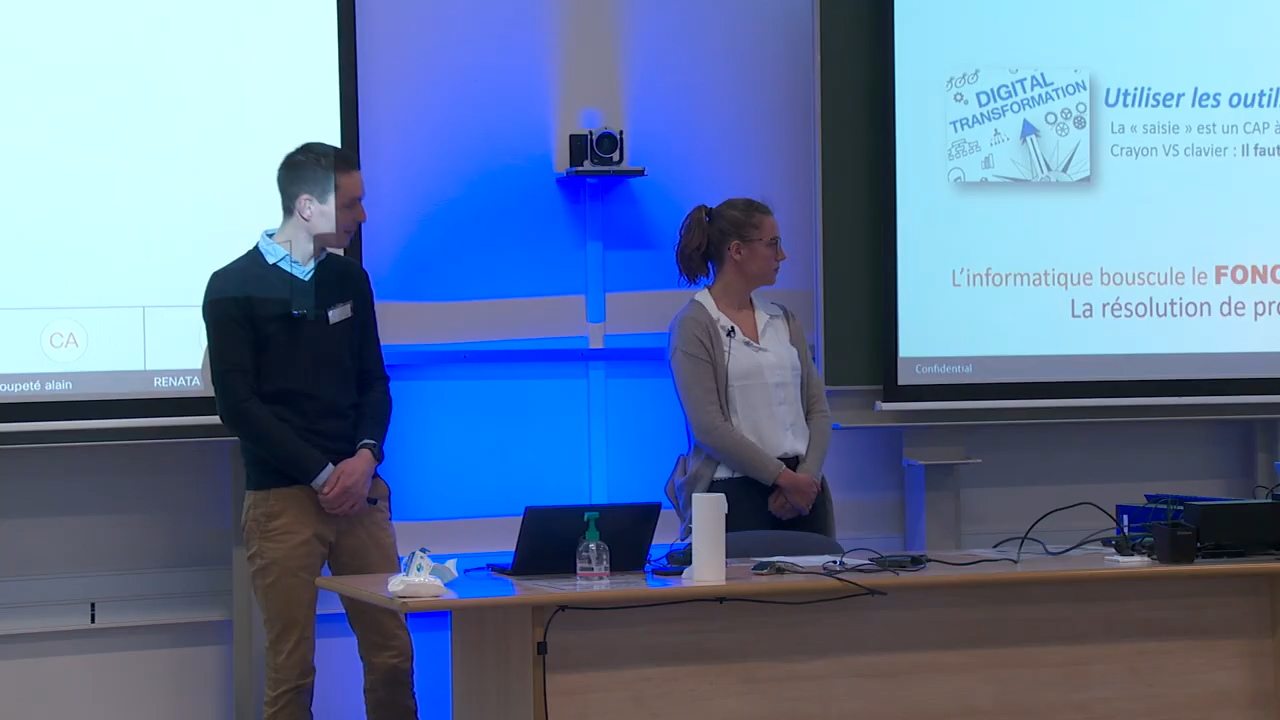 DIGITAL
TRANSFORMATION
Utiliser les outil
La « saisie » est un CAP à
Crayon VS clavier : Il faut
L'informatique bouscule le FONC
La résolution de pro
Confidential
CA
oupeté alain
RENATA